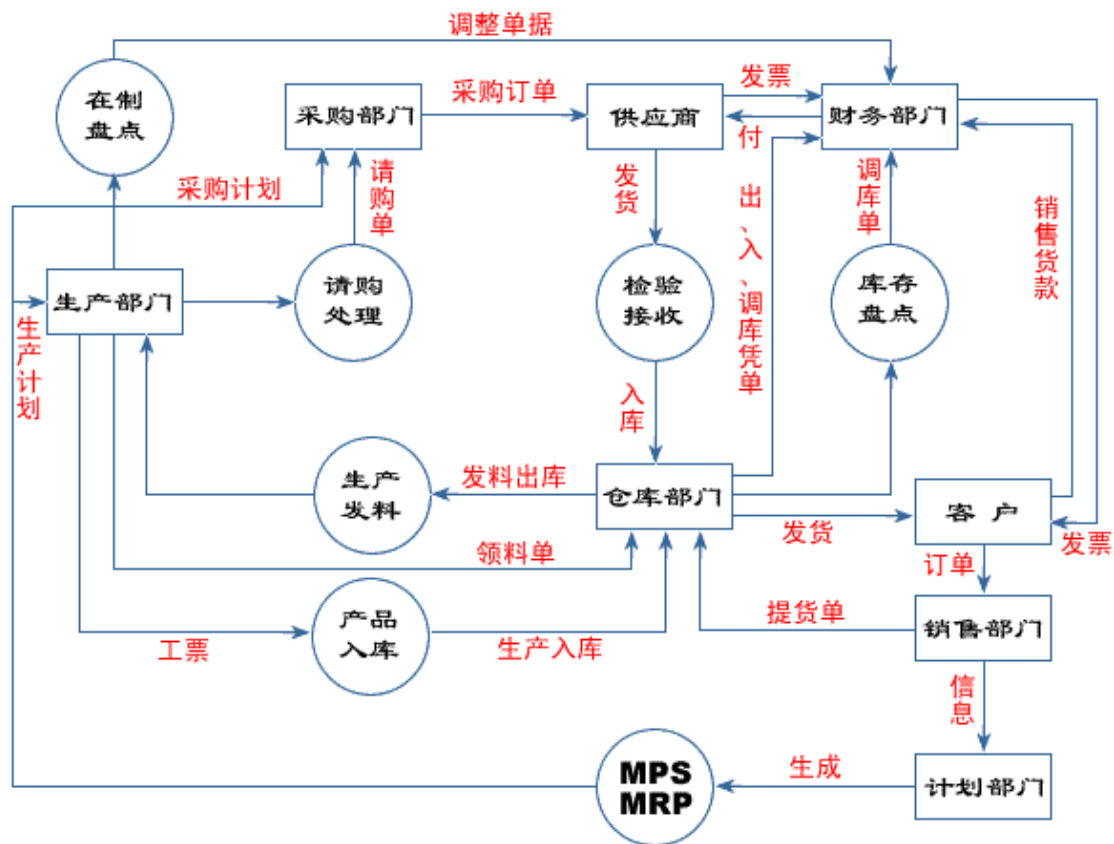 调整单据
在制
盘点
采购部门
采购订单
供应商
发票
财务部门
付
采购计划
请购单
发货
出、入、调库凭单
调库单
销售货款
生产部门
请购
处理
检验
接收
库存
盘点
生产计划
入库
生产
发料
发料出库
仓库部门
客 户
发货
发票
领料单
订单
产品
入库
提货单
销售部门
工票
生产入库
信息
MPS
MRP
生成
计划部门